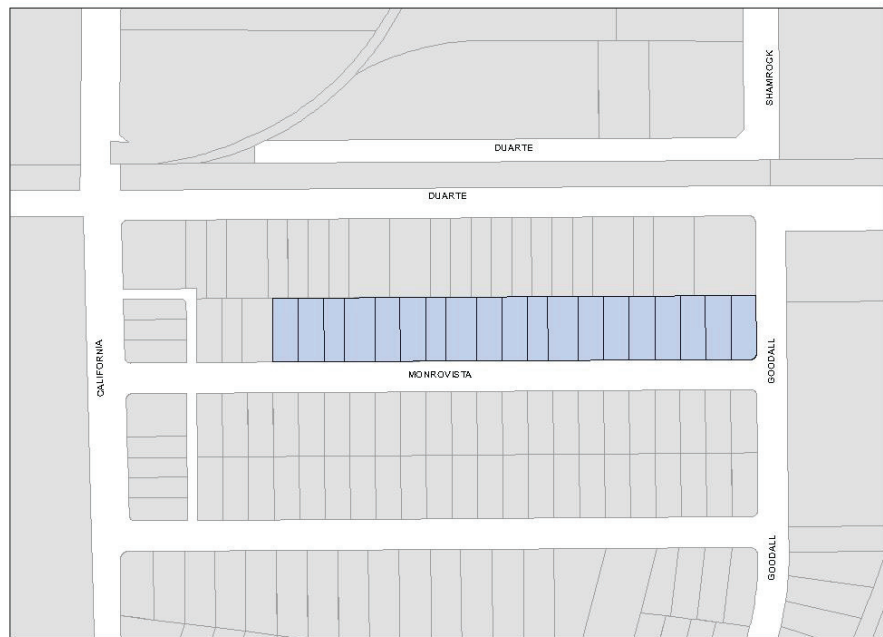 SHAMROCK
DUARTE
DUARTE
CALIFORNIA
MONROVISTA
GOODALL
GOODALL